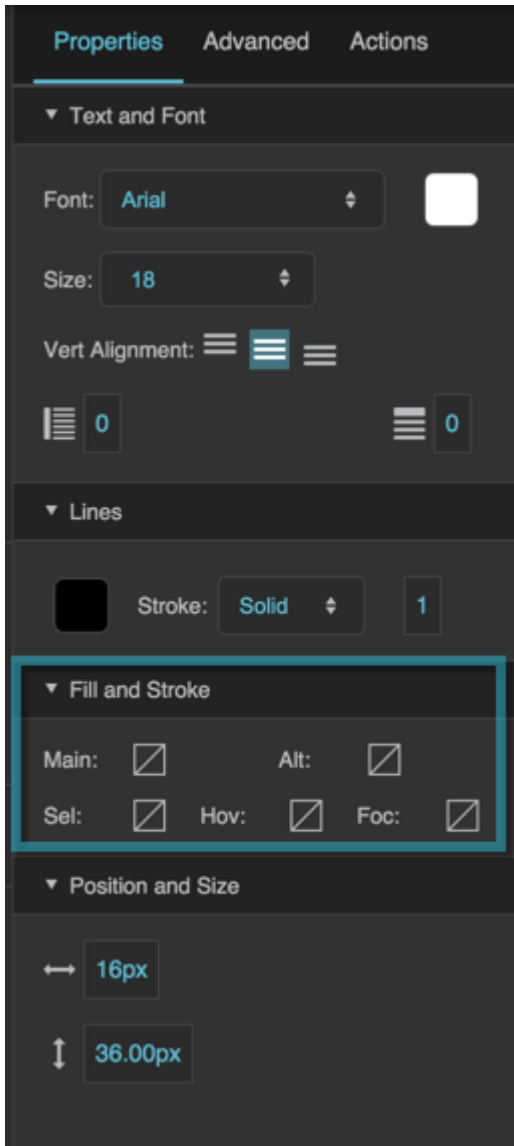 Properties Advanced Actions
Text and Font
Font: Arial
Size: 18
Vert Alignment:
0 0
Lines
Stroke: Solid 1
Fill and Stroke
Main: Alt:
Sel: Hov: Foc:
Position and Size
16px
36.00px